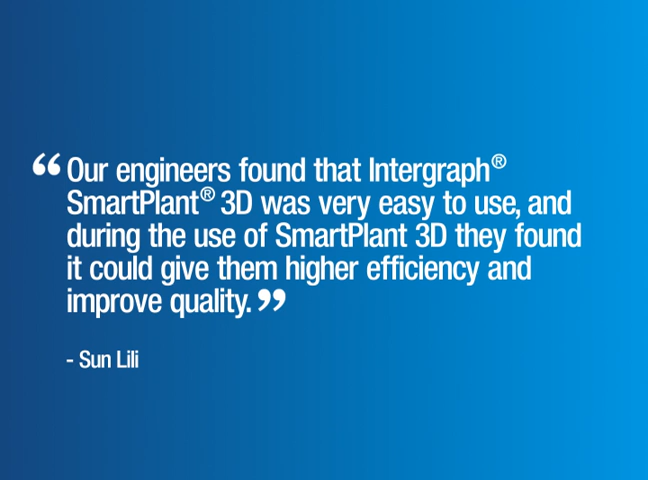 “Our engineers found that Intergraph®
SmartPlant® 3D was very easy to use, and
during the use of SmartPlant 3D they found
it could give them higher efficiency and
improve quality.”
- Sun Lili